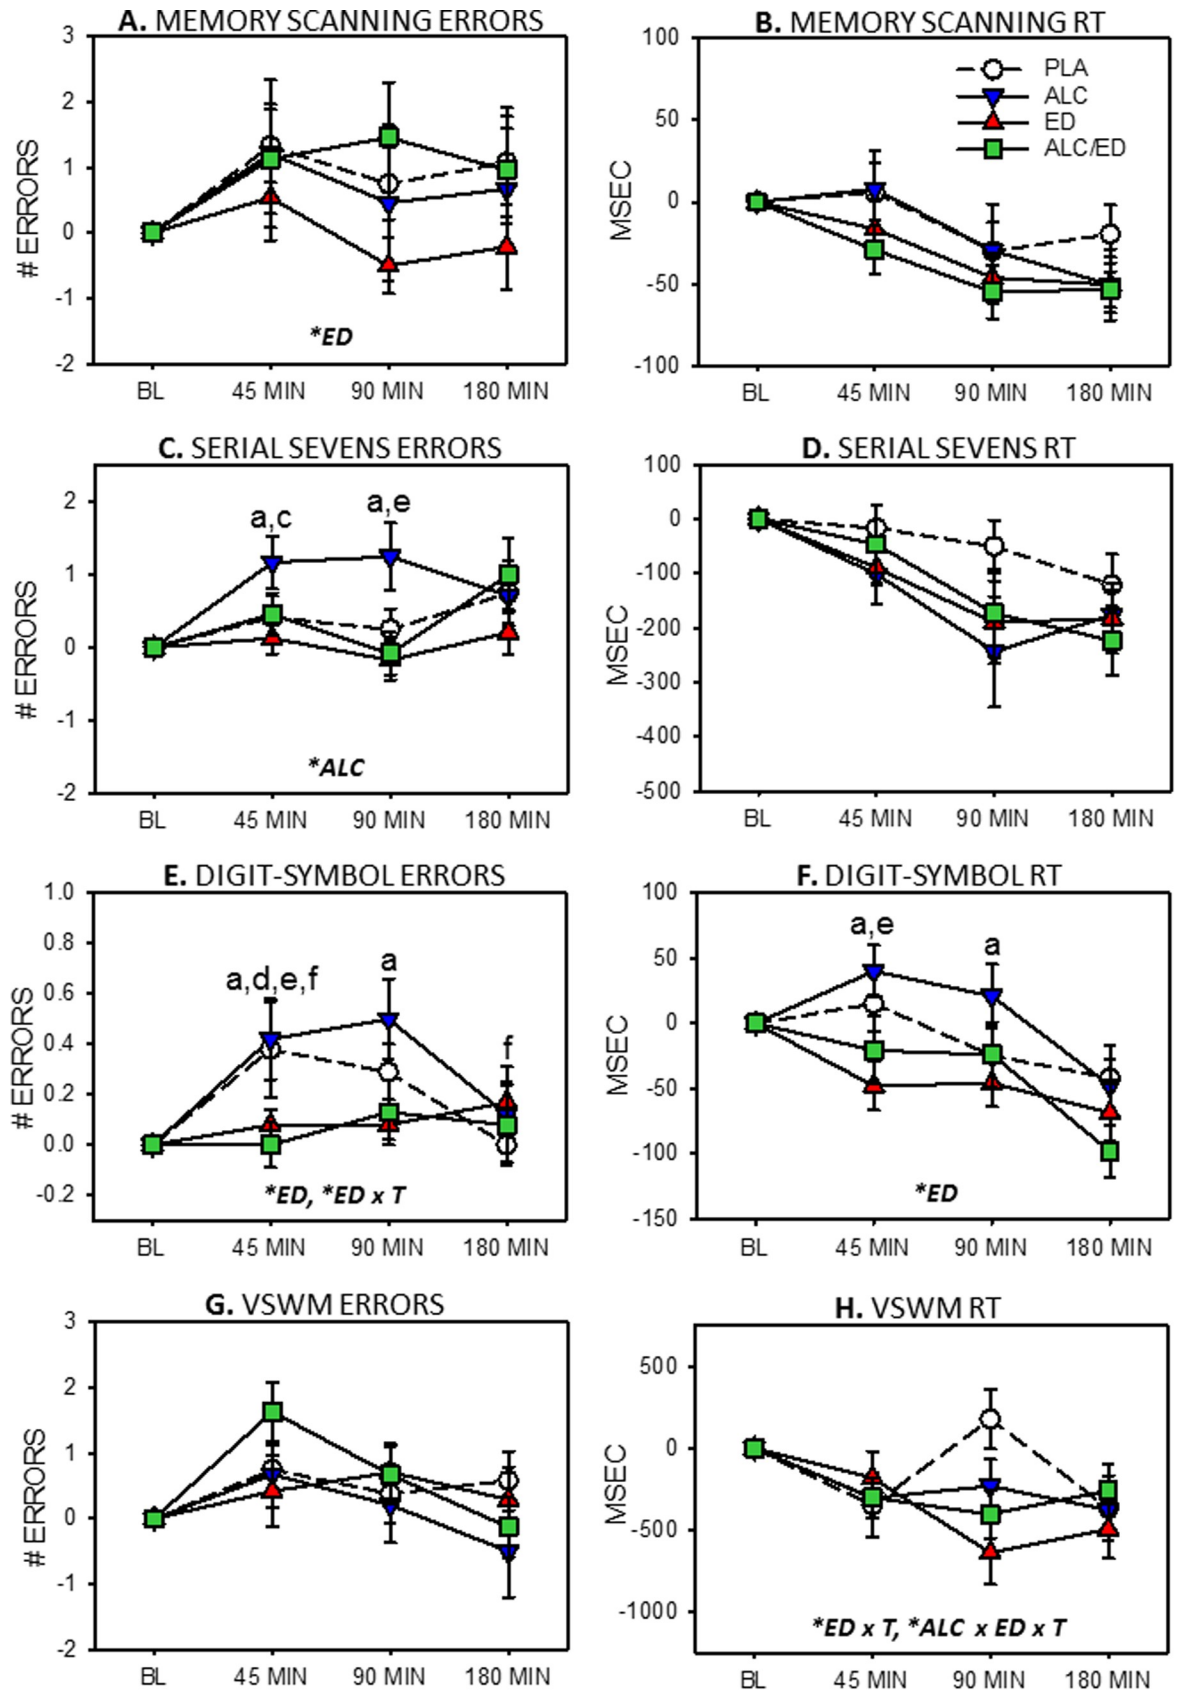 A. MEMORY SCANNING ERRORS
3
2
1
0
-1
-2
# ERRORS
*ED
BL 45 MIN 90 MIN 180 MIN
B. MEMORY SCANNING RT
100
50
0
-50
-100
MSEC
PLA
ALC
ED
ALC/ED
BL 45 MIN 90 MIN 180 MIN
C. SERIAL SEVENS ERRORS
2
1
0
-1
-2
# ERRORS
a,c
a,e
*ALC
BL 45 MIN 90 MIN 180 MIN
D. SERIAL SEVENS RT
100
0
-100
-200
-300
-400
-500
MSEC
BL 45 MIN 90 MIN 180 MIN
E. DIGIT-SYMBOL ERRORS
1.0
0.8
0.6
0.4
0.2
0.0
-0.2
# ERRORS
a,d,e,f
a
f
*ED, *ED x T
BL 45 MIN 90 MIN 180 MIN
F. DIGIT-SYMBOL RT
100
50
0
-50
-100
-150
MSEC
a,e
a
*ED
BL 45 MIN 90 MIN 180 MIN
G. VSWM ERRORS
3
2
1
0
-1
-2
# ERRORS
BL 45 MIN 90 MIN 180 MIN
H. VSWM RT
500
0
-500
-1000
MSEC
*ED x T, *ALC x ED x T
BL 45 MIN 90 MIN 180 MIN